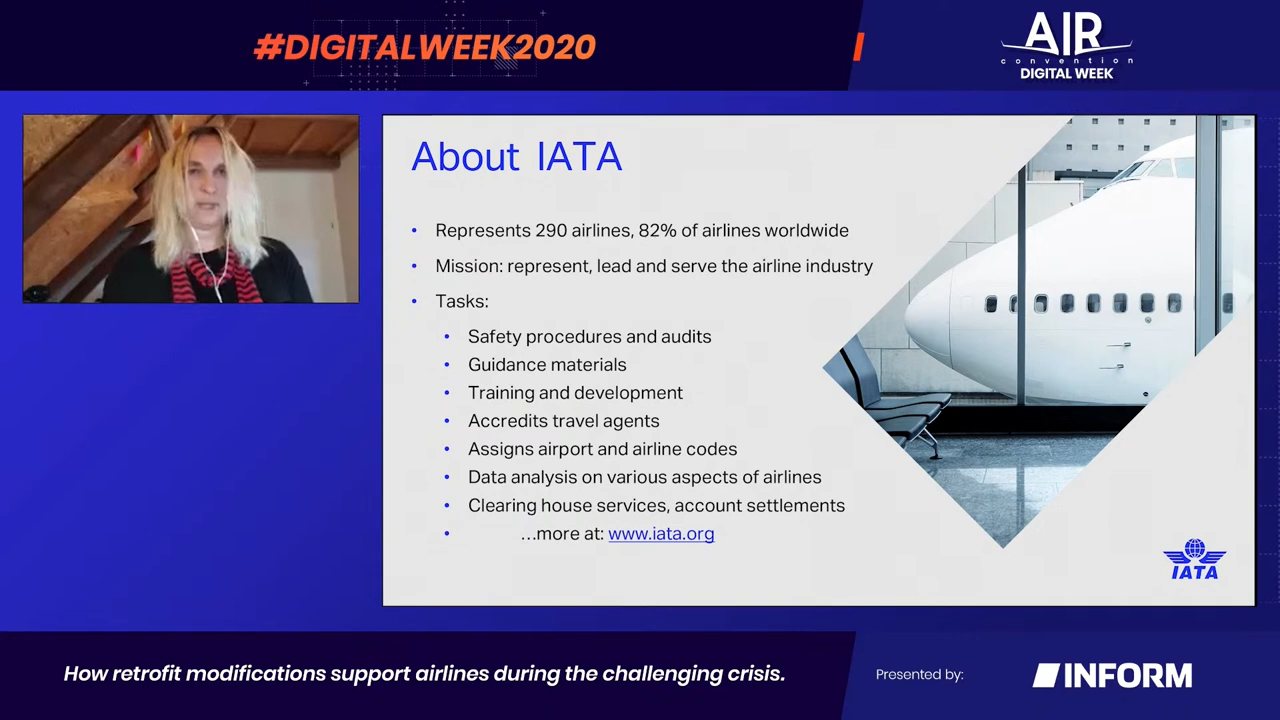 #DIGITALWEEK2020
AIR
convention
DIGITAL WEEK
About IATA
• Represents 290 airlines, 82% of airlines worldwide
• Mission: represent, lead and serve the airline industry
• Tasks:
• Safety procedures and audits
• Guidance materials
• Training and development
• Accredits travel agents
• Assigns airport and airline codes
• Data analysis on various aspects of airlines
• Clearing house services, account settlements
• …more at: www.iata.org
IATA
How retrofit modifications support airlines during the challenging crisis.
Presented by:
INFORM